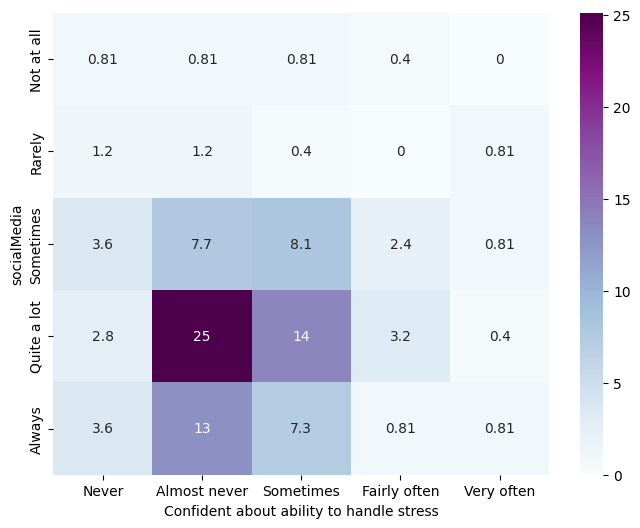 socialMedia
Not at all 0.81 0.81 0.81 0.4 0
Rarely 1.2 1.2 0.4 0 0.81
Sometimes 3.6 7.7 8.1 2.4 0.81
Quite a lot 2.8 25 14 3.2 0.4
Always 3.6 13 7.3 0.81 0.81
Never Almost never Sometimes Fairly often Very often
Confident about ability to handle stress
25
20
15
10
5
0